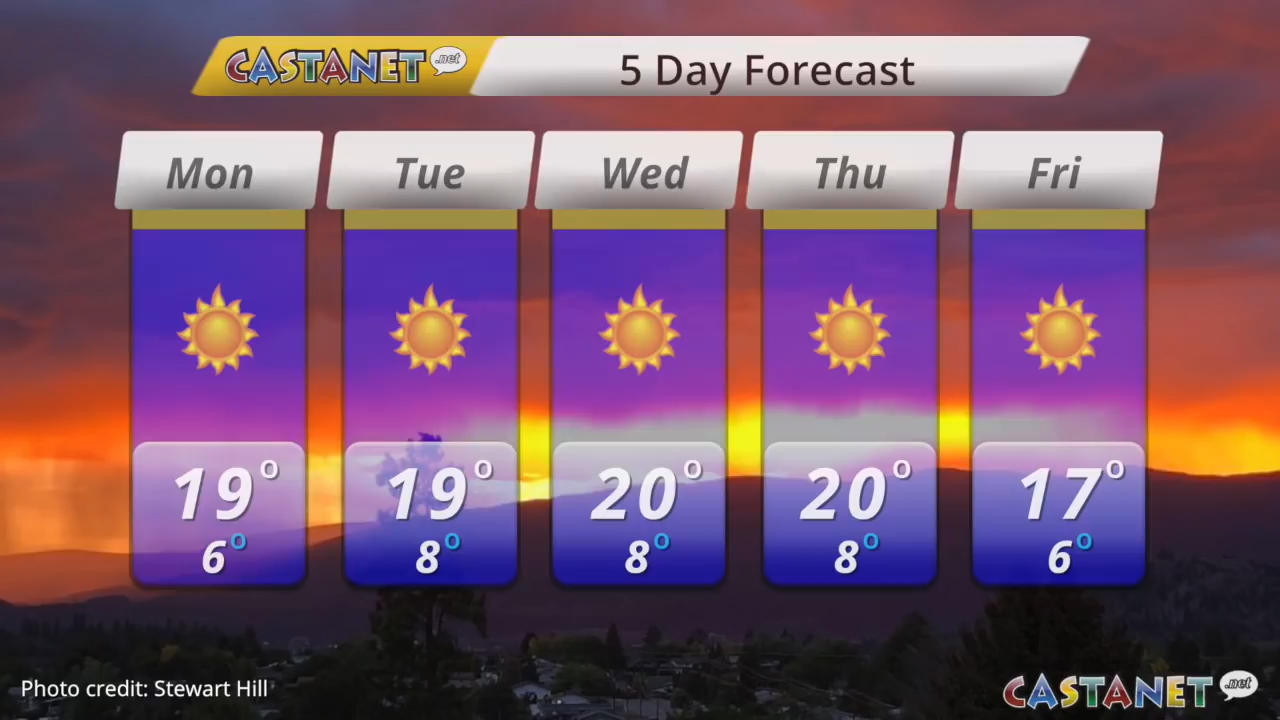 CASTANET .net
5 Day Forecast
Mon Tue Wed Thu Fri
19° 19° 20° 20° 17°
6° 8° 8° 8° 6°
Photo credit: Stewart Hill
CASTANET .net